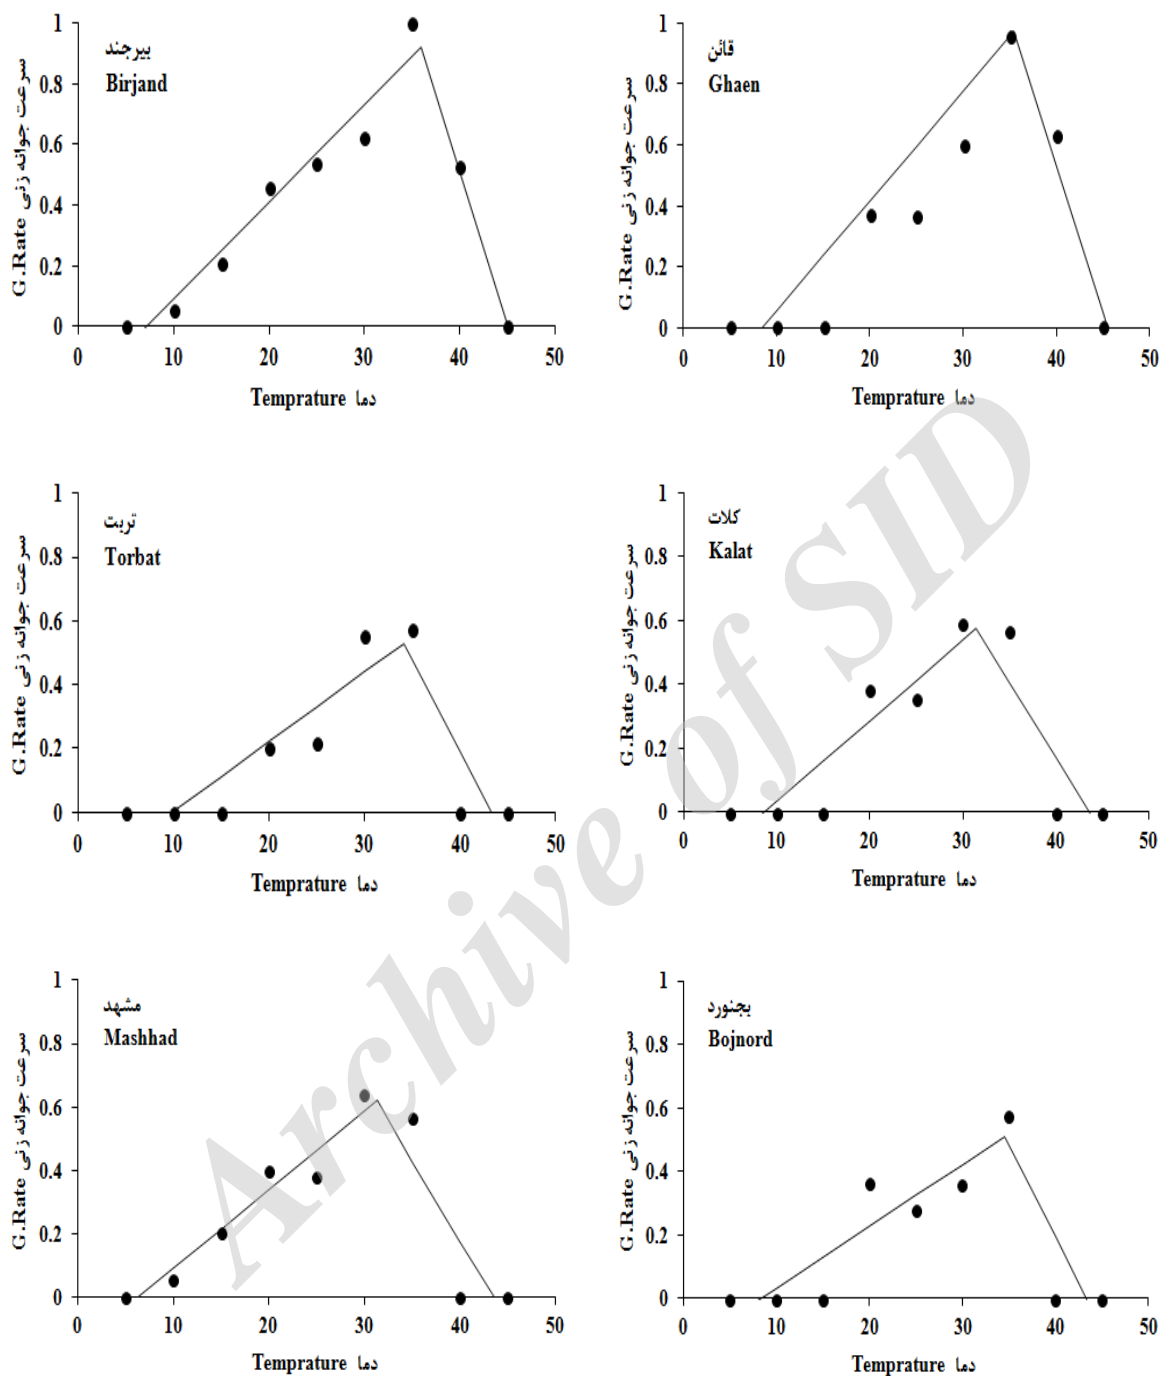 بیرجند
Birjand
سرعت جوانه زنی G.Rate
1
0.8
0.6
0.4
0.2
0
0 10 20 30 40 50
Temprature دما
قائن
Ghaen
سرعت جوانه زنی G.Rate
1
0.8
0.6
0.4
0.2
0
0 10 20 30 40 50
Temprature دما
تربت
Torbat
سرعت جوانه زنی G.Rate
1
0.8
0.6
0.4
0.2
0
0 10 20 30 40 50
Temprature دما
کلات
Kalat
سرعت جوانه زنی G.Rate
1
0.8
0.6
0.4
0.2
0
0 10 20 30 40 50
Temprature دما
مشهد
Mashhad
سرعت جوانه زنی G.Rate
1
0.8
0.6
0.4
0.2
0
0 10 20 30 40 50
Temprature دما
بجنورد
Bojnord
سرعت جوانه زنی G.Rate
1
0.8
0.6
0.4
0.2
0
0 10 20 30 40 50
Temprature دما
Archive of SID